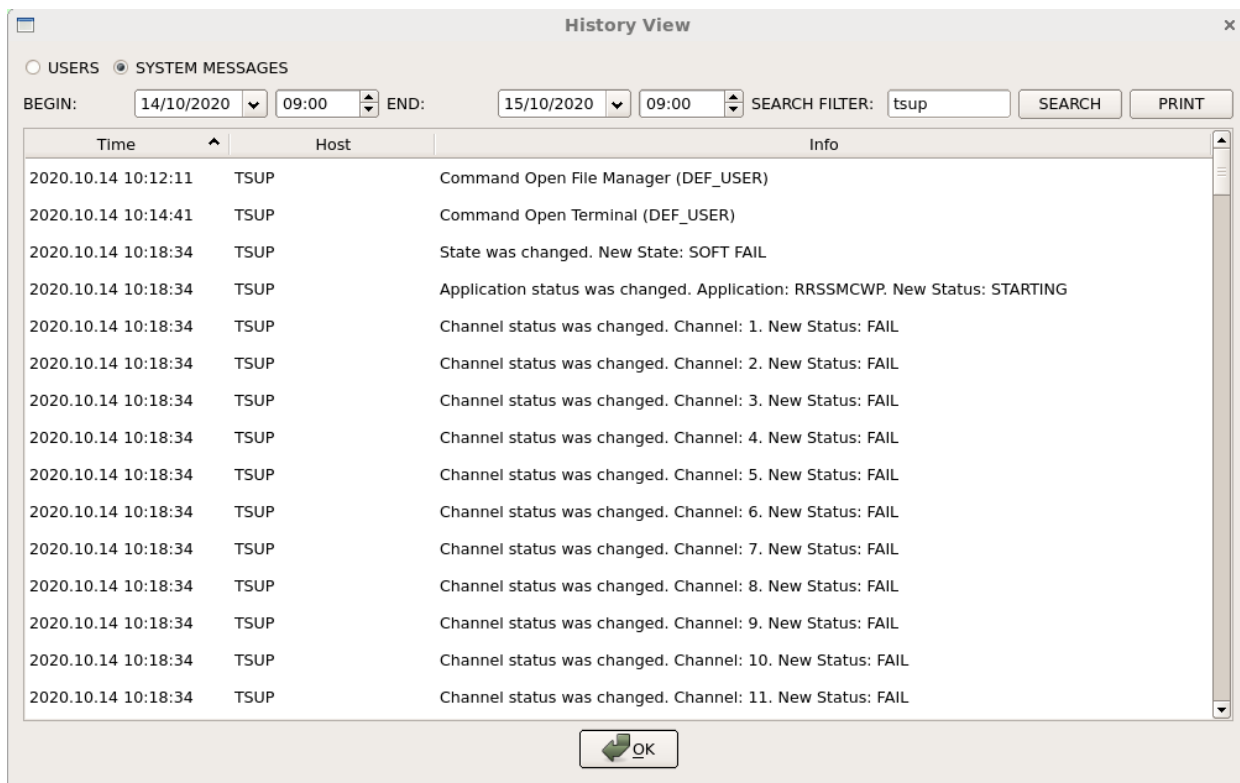 History View
USERS SYSTEM MESSAGES
BEGIN: 14/10/2020 09:00 END: 15/10/2020 09:00 SEARCH FILTER: tsup SEARCH PRINT
Time Host Info
2020.10.14 10:12:11 TSUP Command Open File Manager (DEF_USER)
2020.10.14 10:14:41 TSUP Command Open Terminal (DEF_USER)
2020.10.14 10:18:34 TSUP State was changed. New State: SOFT FAIL
2020.10.14 10:18:34 TSUP Application status was changed. Application: RRSSMCWP. New Status: STARTING
2020.10.14 10:18:34 TSUP Channel status was changed. Channel: 1. New Status: FAIL
2020.10.14 10:18:34 TSUP Channel status was changed. Channel: 2. New Status: FAIL
2020.10.14 10:18:34 TSUP Channel status was changed. Channel: 3. New Status: FAIL
2020.10.14 10:18:34 TSUP Channel status was changed. Channel: 4. New Status: FAIL
2020.10.14 10:18:34 TSUP Channel status was changed. Channel: 5. New Status: FAIL
2020.10.14 10:18:34 TSUP Channel status was changed. Channel: 6. New Status: FAIL
2020.10.14 10:18:34 TSUP Channel status was changed. Channel: 7. New Status: FAIL
2020.10.14 10:18:34 TSUP Channel status was changed. Channel: 8. New Status: FAIL
2020.10.14 10:18:34 TSUP Channel status was changed. Channel: 9. New Status: FAIL
2020.10.14 10:18:34 TSUP Channel status was changed. Channel: 10. New Status: FAIL
2020.10.14 10:18:34 TSUP Channel status was changed. Channel: 11. New Status: FAIL
OK